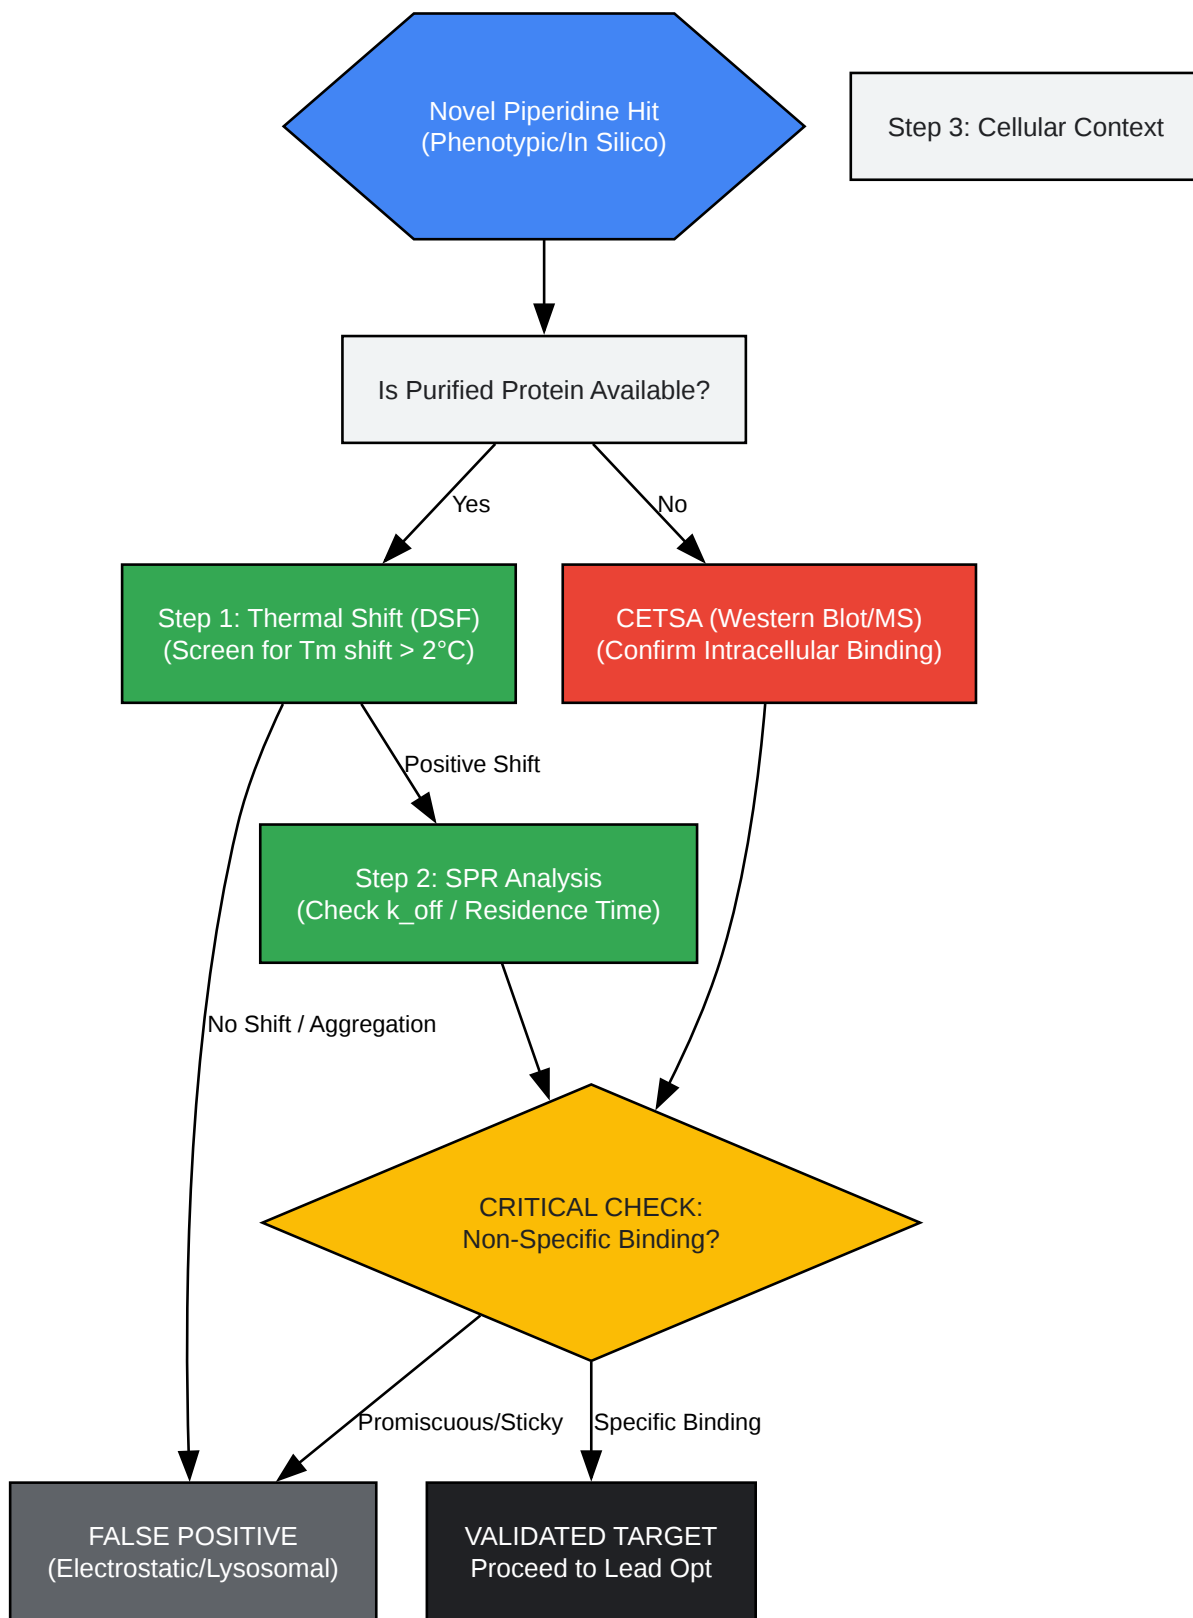 Novel Piperidine Hit
(Phenotypic/In Silico)
Step 3: Cellular Context
Is Purified Protein Available?
Yes
No
Step 1: Thermal Shift (DSF)
(Screen for Tm shift > 2°C)
CETSA (Western Blot/MS)
(Confirm Intracellular Binding)
Positive Shift
Step 2: SPR Analysis
(Check k_off / Residence Time)
No Shift / Aggregation
CRITICAL CHECK:
Non-Specific Binding?
Promiscuous/Sticky
Specific Binding
FALSE POSITIVE
(Electrostatic/Lysosomal)
VALIDATED TARGET
Proceed to Lead Opt